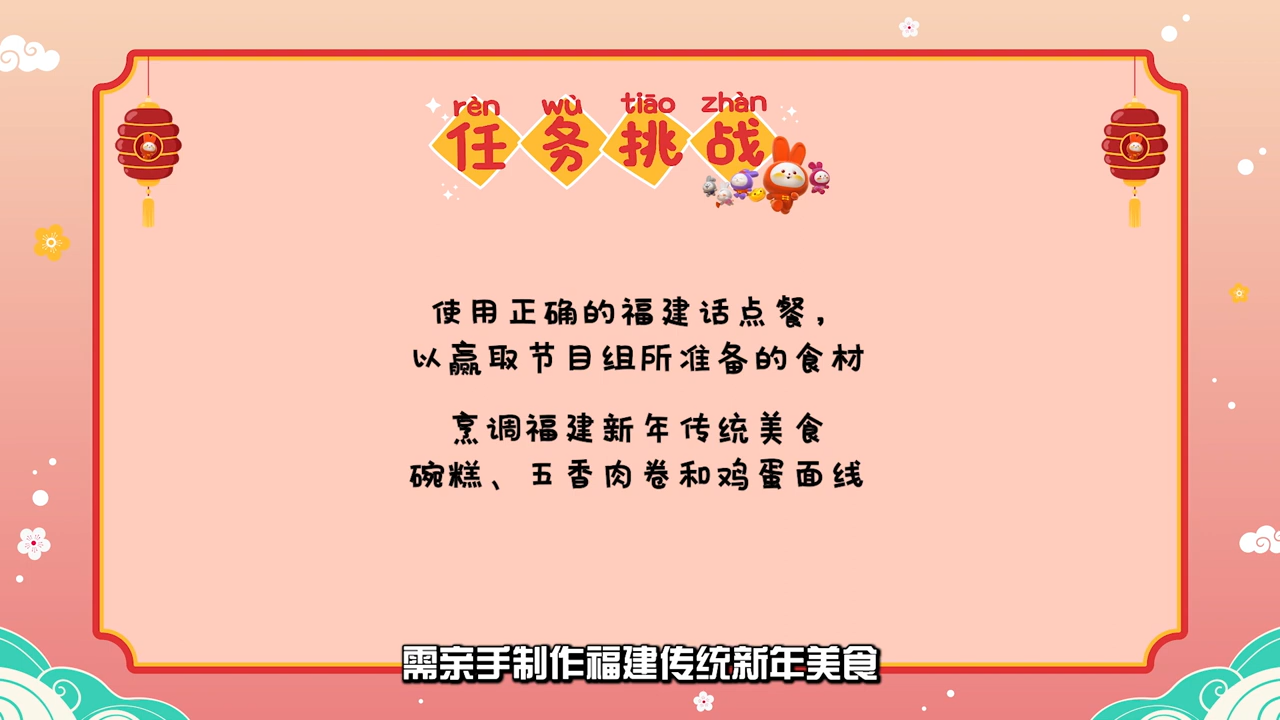 rèn wù tiāo zhàn
任务挑战
使用正确的福建话点餐，
以赢取节目组所准备的食材
烹调福建新年传统美食
碗糕、五香肉卷和鸡蛋面线
需亲手制作福建传统新年美食